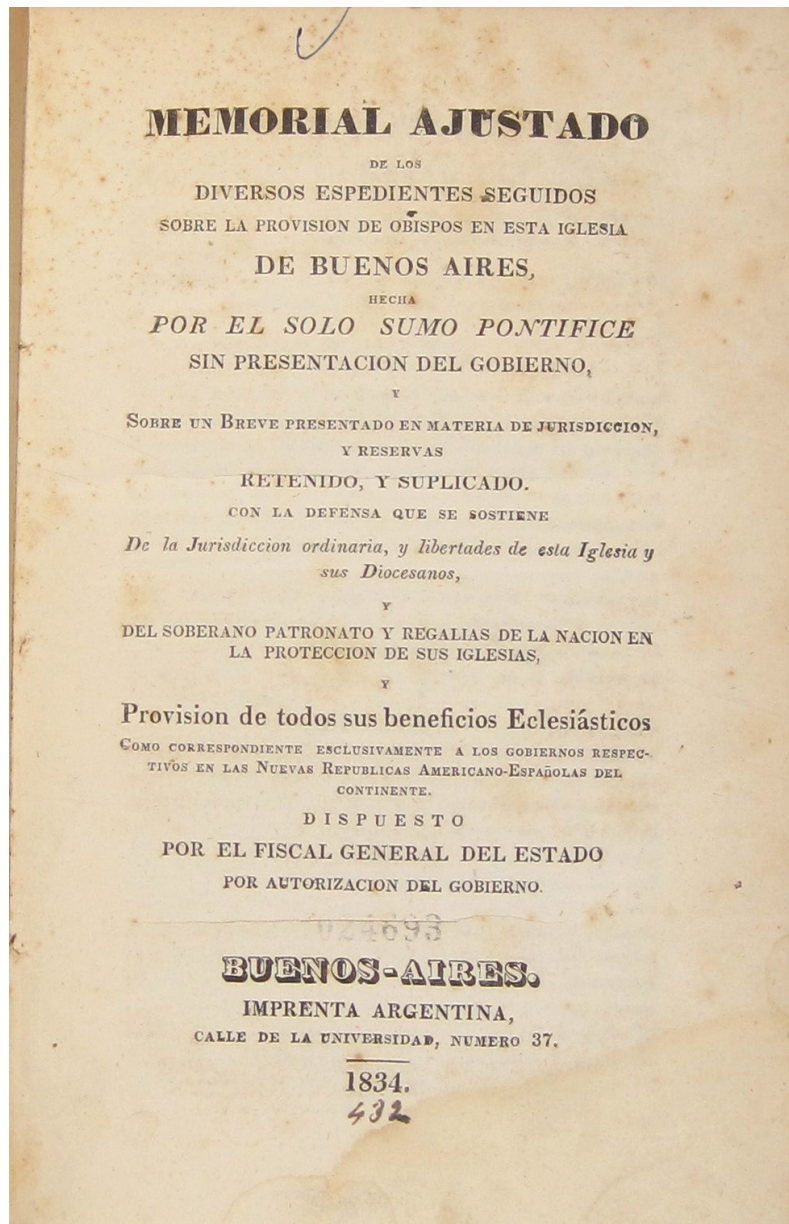 MEMORIAL AJUSTADO
DE LOS
DIVERSOS ESPEDIENTES SEGUIDOS
SOBRE LA PROVISION DE OBISPOS EN ESTA IGLESIA
DE BUENOS AIRES,
HECHA
POR EL SOLO SUMO PONTIFICE
SIN PRESENTACION DEL GOBIERNO,
Y
SOBRE UN BREVE PRESENTADO EN MATERIA DE JURISDICCION,
Y RESERVAS
RETENIDO, Y SUPLICADO.
CON LA DEFENSA QUE SE SOSTIENE
De la Jurisdiccion ordinaria, y libertades de esta Iglesia y
sus Diocesanos,
Y
DEL SOBERANO PATRONATO Y REGALIAS DE LA NACION EN
LA PROTECCION DE SUS IGLESIAS,
Y
Provision de todos sus beneficios Eclesiásticos
COMO CORRESPONDIENTE ESCLUSIVAMENTE A LOS GOBIERNOS RESPEC-
TIVOS EN LAS NUEVAS REPUBLICAS AMERICANO-ESPAÑOLAS DEL
CONTINENTE.
DISPUESTO
POR EL FISCAL GENERAL DEL ESTADO
POR AUTORIZACION DEL GOBIERNO.
BUENOS-AIRES.
IMPRENTA ARGENTINA,
CALLE DE LA UNIVERSIDAD, NUMERO 37.
1834.
432